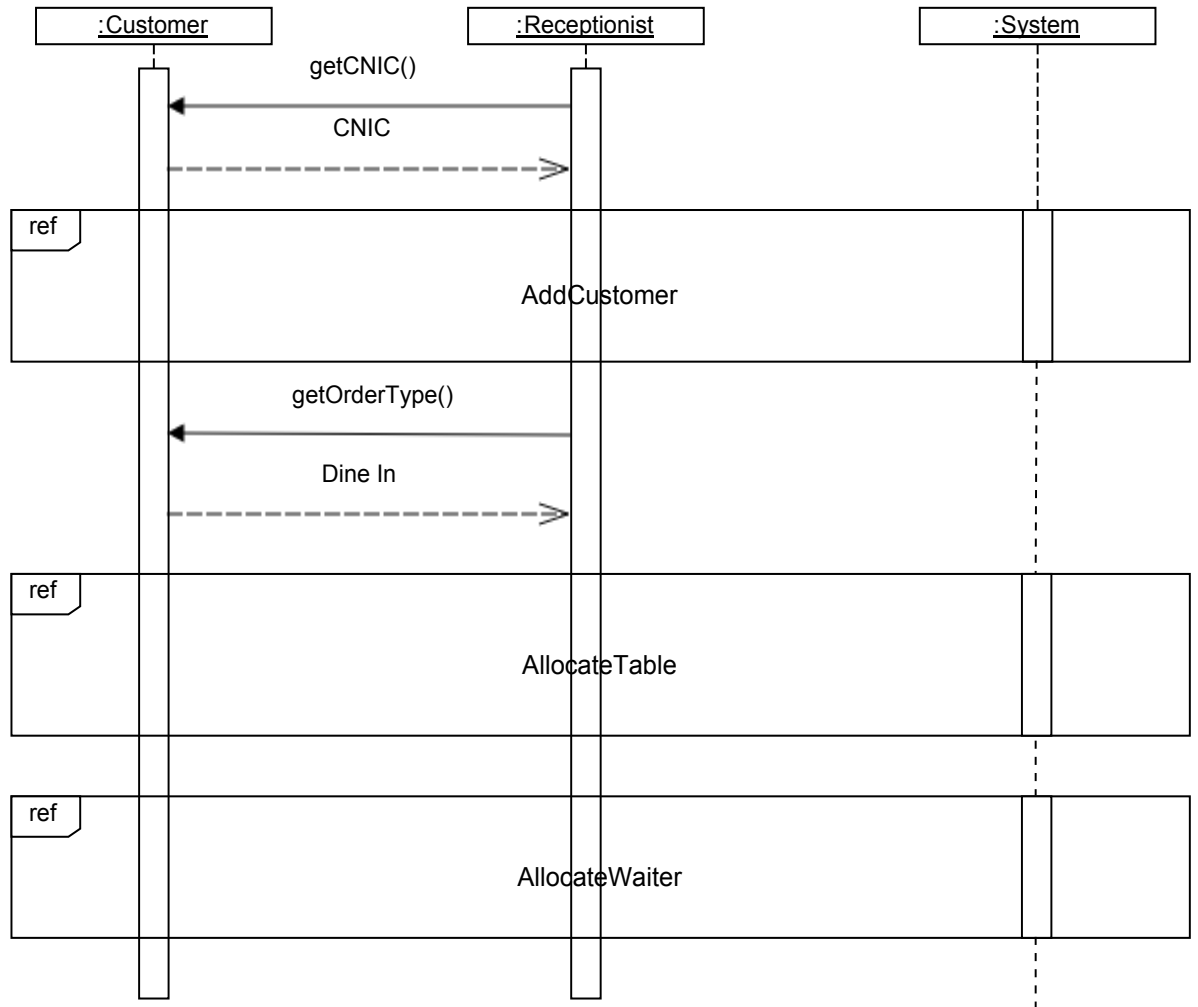 :Customer
:Receptionist
:System
getCNIC()
CNIC
ref
AddCustomer
getOrderType()
Dine In
ref
AllocateTable
ref
AllocateWaiter